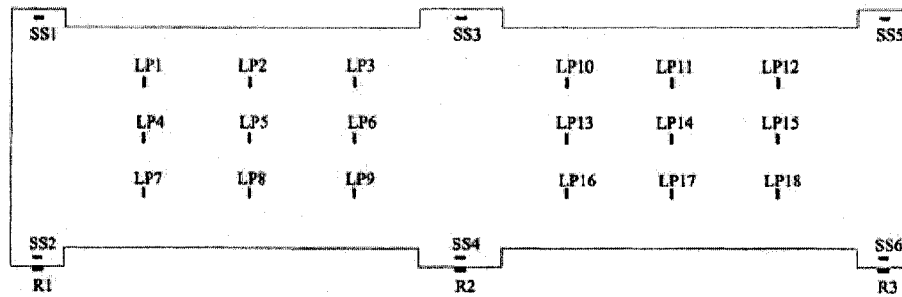 SS1 SS3 SS5
LP1 LP2 LP3 LP10 LP11 LP12
LP4 LP5 LP6 LP13 LP14 LP15
LP7 LP8 LP9 LP16 LP17 LP18
SS2 SS4 SS6
R1 R2 R3